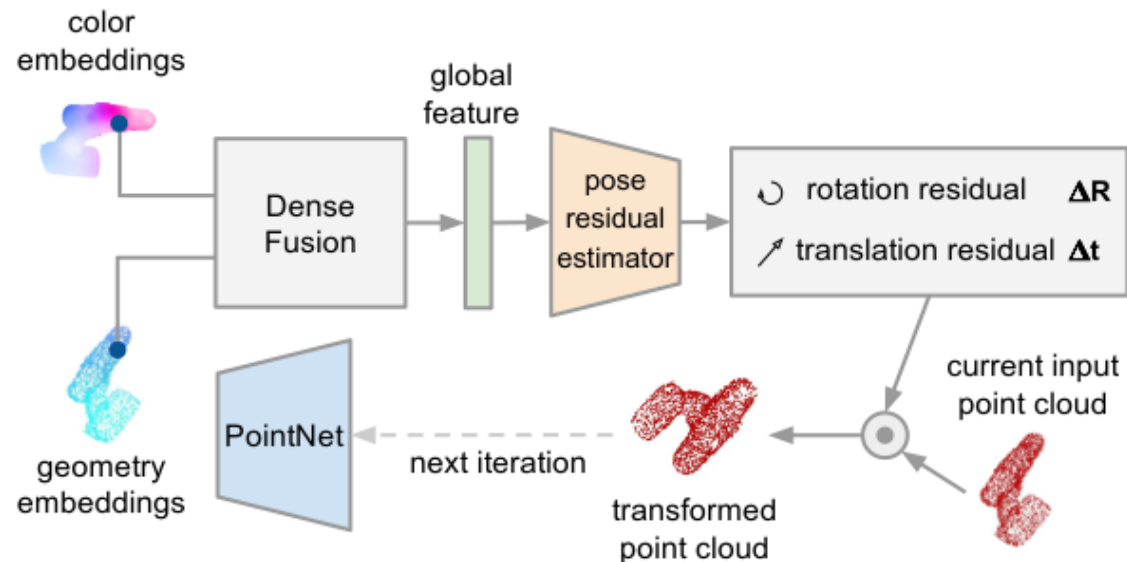 color
embeddings
global
feature
Dense
Fusion
pose
residual
estimator
rotation residual ΔR
translation residual Δt
geometry
embeddings
PointNet
next iteration
transformed
point cloud
current input
point cloud